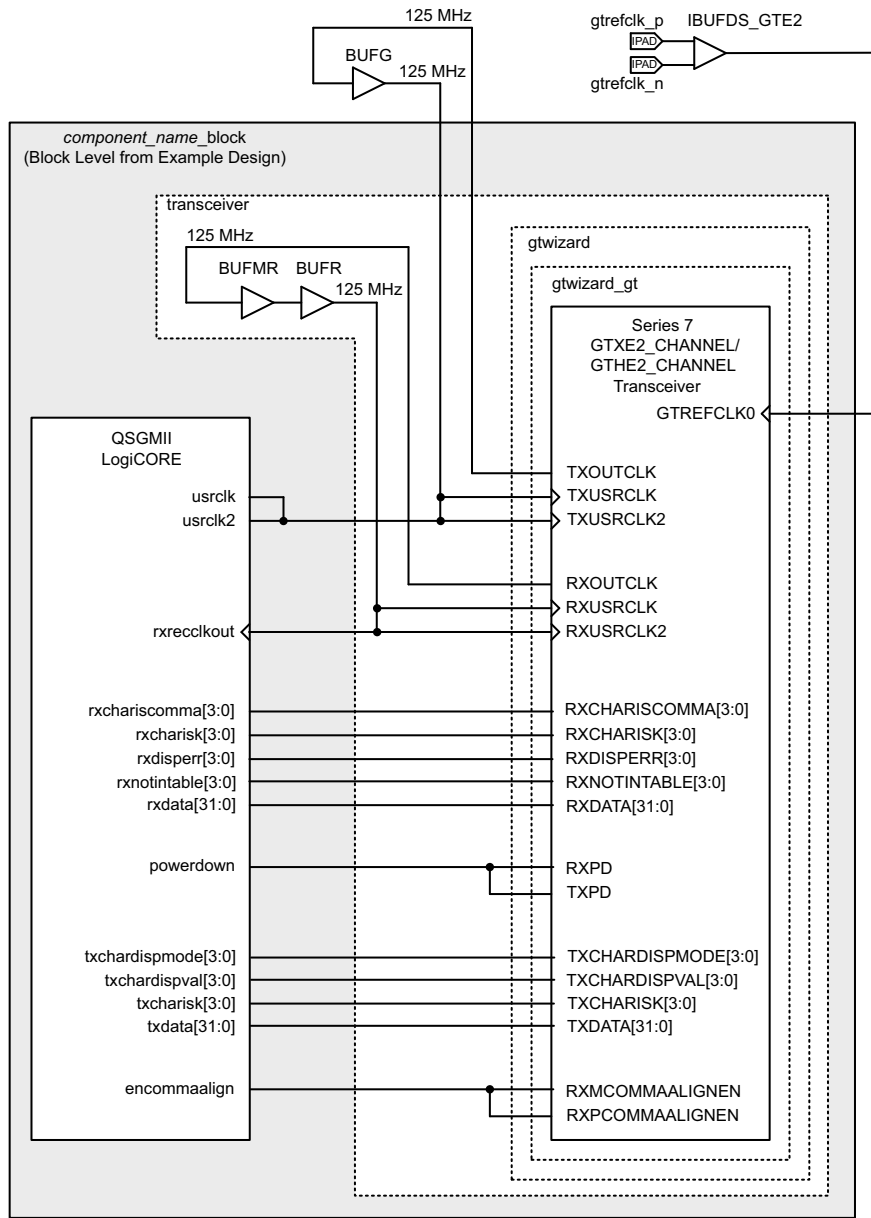 125 MHz
gtrefclk_p
IBUFDS_GTE2
IPAD
IPAD
gtrefclk_n
BUFG
125 MHz
component_name_block
(Block Level from Example Design)
transceiver
125 MHz
BUFMR
BUFR
125 MHz
gtwizard
gtwizard_gt
Series 7
GTXE2_CHANNEL/
GTHE2_CHANNEL
Transceiver
GTREFCLK0
QSGMII
LogiCORE
TXOUTCLK
usrclk
TXUSRCLK
usrclk2
TXUSRCLK2
RXOUTCLK
RXUSRCLK
rxrecclkout
RXUSRCLK2
rxchariscomma[3:0]
RXCHARISCOMMA[3:0]
rxcharisk[3:0]
RXCHARISK[3:0]
rxdisperr[3:0]
RXDISPERR[3:0]
rxnotintable[3:0]
RXNOTINTABLE[3:0]
rxdata[31:0]
RXDATA[31:0]
powerdown
RXPD
TXPD
txchardispmode[3:0]
TXCHARDISPMODE[3:0]
txchardispval[3:0]
TXCHARDISPVAL[3:0]
txcharisk[3:0]
TXCHARISK[3:0]
txdata[31:0]
TXDATA[31:0]
encommaalign
RXMCOMMAALIGNEN
RXPCOMMAALIGNEN